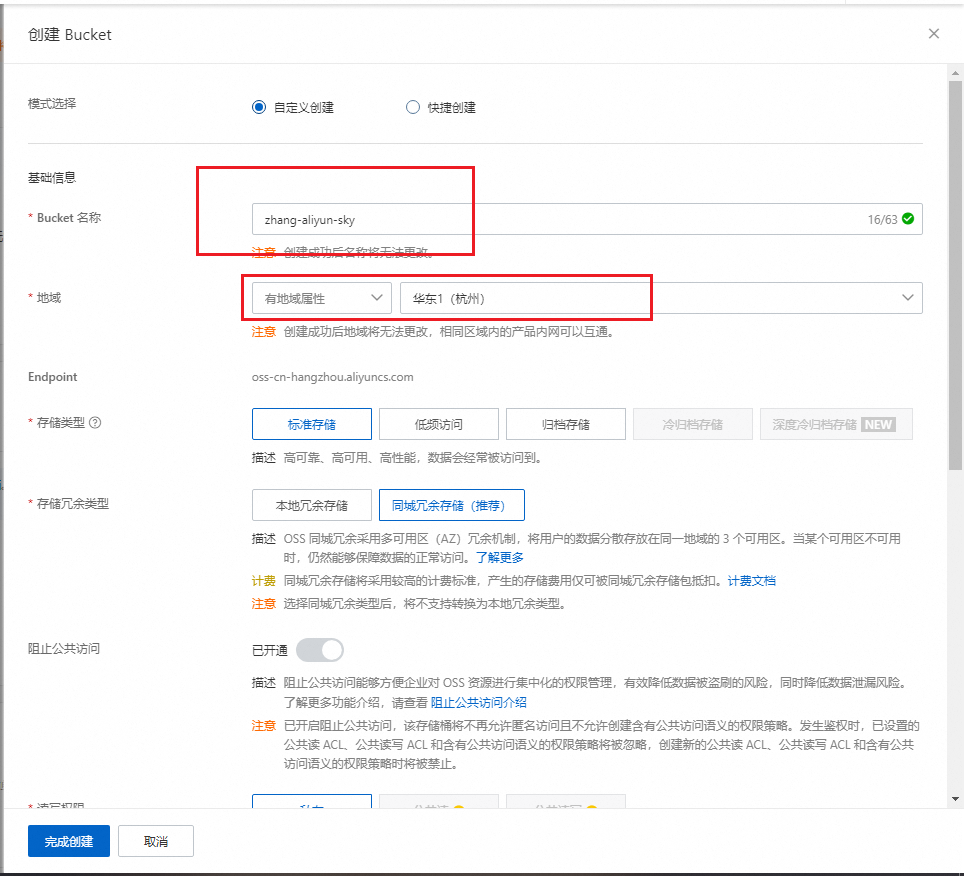 创建 Bucket
模式选择
自定义创建
快捷创建
基础信息
* Bucket 名称
zhang-aliyun-sky
16/63
注意 创建成功后名称将无法更改。
* 地域
有地域属性
华东1（杭州）
注意 创建成功后地域将无法更改，相同区域内的产品内网可以互通。
Endpoint
oss-cn-hangzhou.aliyuncs.com
* 存储类型
标准存储
低频访问
归档存储
冷归档存储
深度冷归档存储 NEW
描述 高可靠、高可用、高性能，数据会经常被访问到。
* 存储冗余类型
本地冗余存储
同城冗余存储（推荐）
描述 OSS 同城冗余采用多可用区（AZ）冗余机制，将用户的数据分散存放在同一地域的 3 个可用区。当某个可用区不可用
时，仍然能够保障数据的正常访问。了解更多
计费 同城冗余存储将采用较高的计费标准，产生的存储费用仅可被同城冗余存储包抵扣。计费文档
注意 选择同城冗余类型后，将不支持转换为本地冗余类型。
阻止公共访问
已开通
描述 阻止公共访问能够方便企业对 OSS 资源进行集中化的权限管理，有效降低数据被盗刷的风险，同时降低数据泄漏风险。
了解更多功能介绍，请查看 阻止公共访问介绍
注意 已开启阻止公共访问，该存储桶将不再允许匿名访问且不允许创建含有公共访问语义的权限策略。发生鉴权时，已设置的
公共读 ACL、公共读写 ACL 和含有公共访问语义的权限策略将被忽略，创建新的公共读 ACL、公共读写 ACL 和含有公共
访问语义的权限策略时将被禁止。
* 读写权限
私有
公共读
公共读写
完成创建
取消